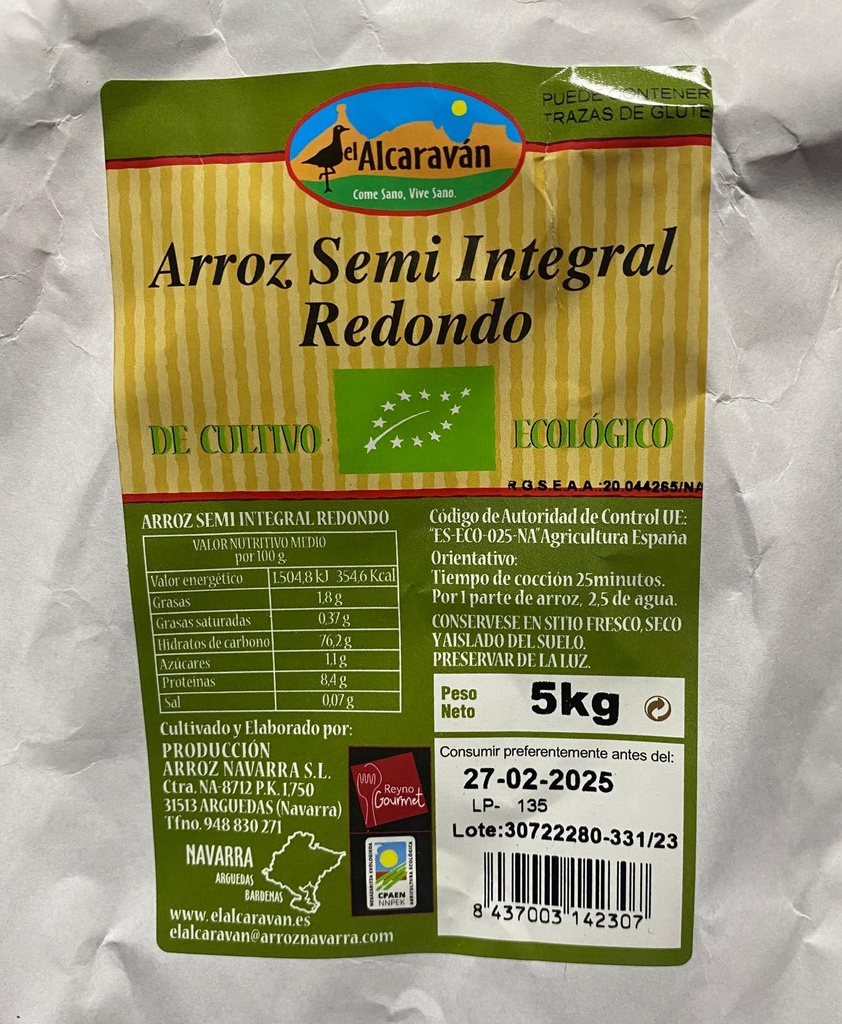 PUEDE CONTENER
TRAZAS DE GLUTE
el Alcaraván
Come Sano, Vive Sano.
Arroz Semi Integral
Redondo
DE CULTIVO ECOLÓGICO
R.G.S.E.A.A.:20.044265/NA
ARROZ SEMI INTEGRAL REDONDO
VALOR NUTRITIVO MEDIO
por 100 g.
Valor energético 1.504,8 kJ 354,6 Kcal
Grasas 1,8 g
Grasas saturadas 0,37 g
Hidratos de carbono 76,2 g
Azúcares 1,1 g
Proteínas 8,4 g
Sal 0,07 g
Cultivado y Elaborado por:
PRODUCCIÓN
ARROZ NAVARRA S.L.
Ctra. NA-8712 P.K. 1,750
31513 ARGUEDAS (Navarra)
Tfno. 948 830 271
NAVARRA
ARGUEDAS
BARDENAS
www.elalcaravan.es
elalcaravan@arroznavarra.com
Reyno
Gourmet
NEKAZARITZA EKOLOGIKOA
CPAEN
NNPEK
AGRICULTURA ECOLÓGICA
Código de Autoridad de Control UE:
"ES-ECO-025-NA" Agricultura España
Orientativo:
Tiempo de cocción 25minutos.
Por 1 parte de arroz, 2,5 de agua.
CONSERVESE EN SITIO FRESCO, SECO
Y AISLADO DEL SUELO.
PRESERVAR DE LA LUZ.
Peso
Neto
5kg
Consumir preferentemente antes del:
27-02-2025
LP- 135
Lote:30722280-331/23
8 437003 142307